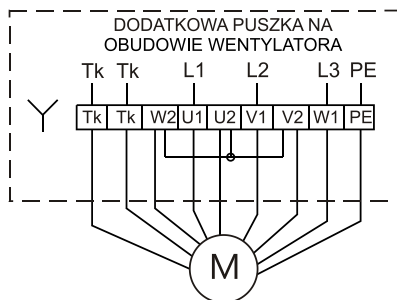 DODATKOWA PUSZKA NA
OBUDOWIE WENTYLATORA
Tk Tk L1 L2 L3 PE
Tk Tk W2 U1 U2 V1 V2 W1 PE
M